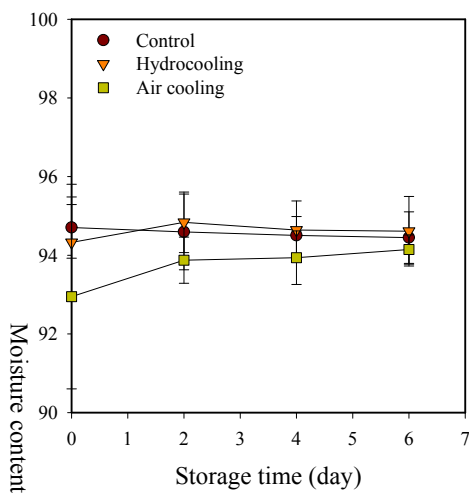 100
98
96
94
92
90
Control
Hydrocooling
Air cooling
Moisture content
0 1 2 3 4 5 6 7
Storage time (day)